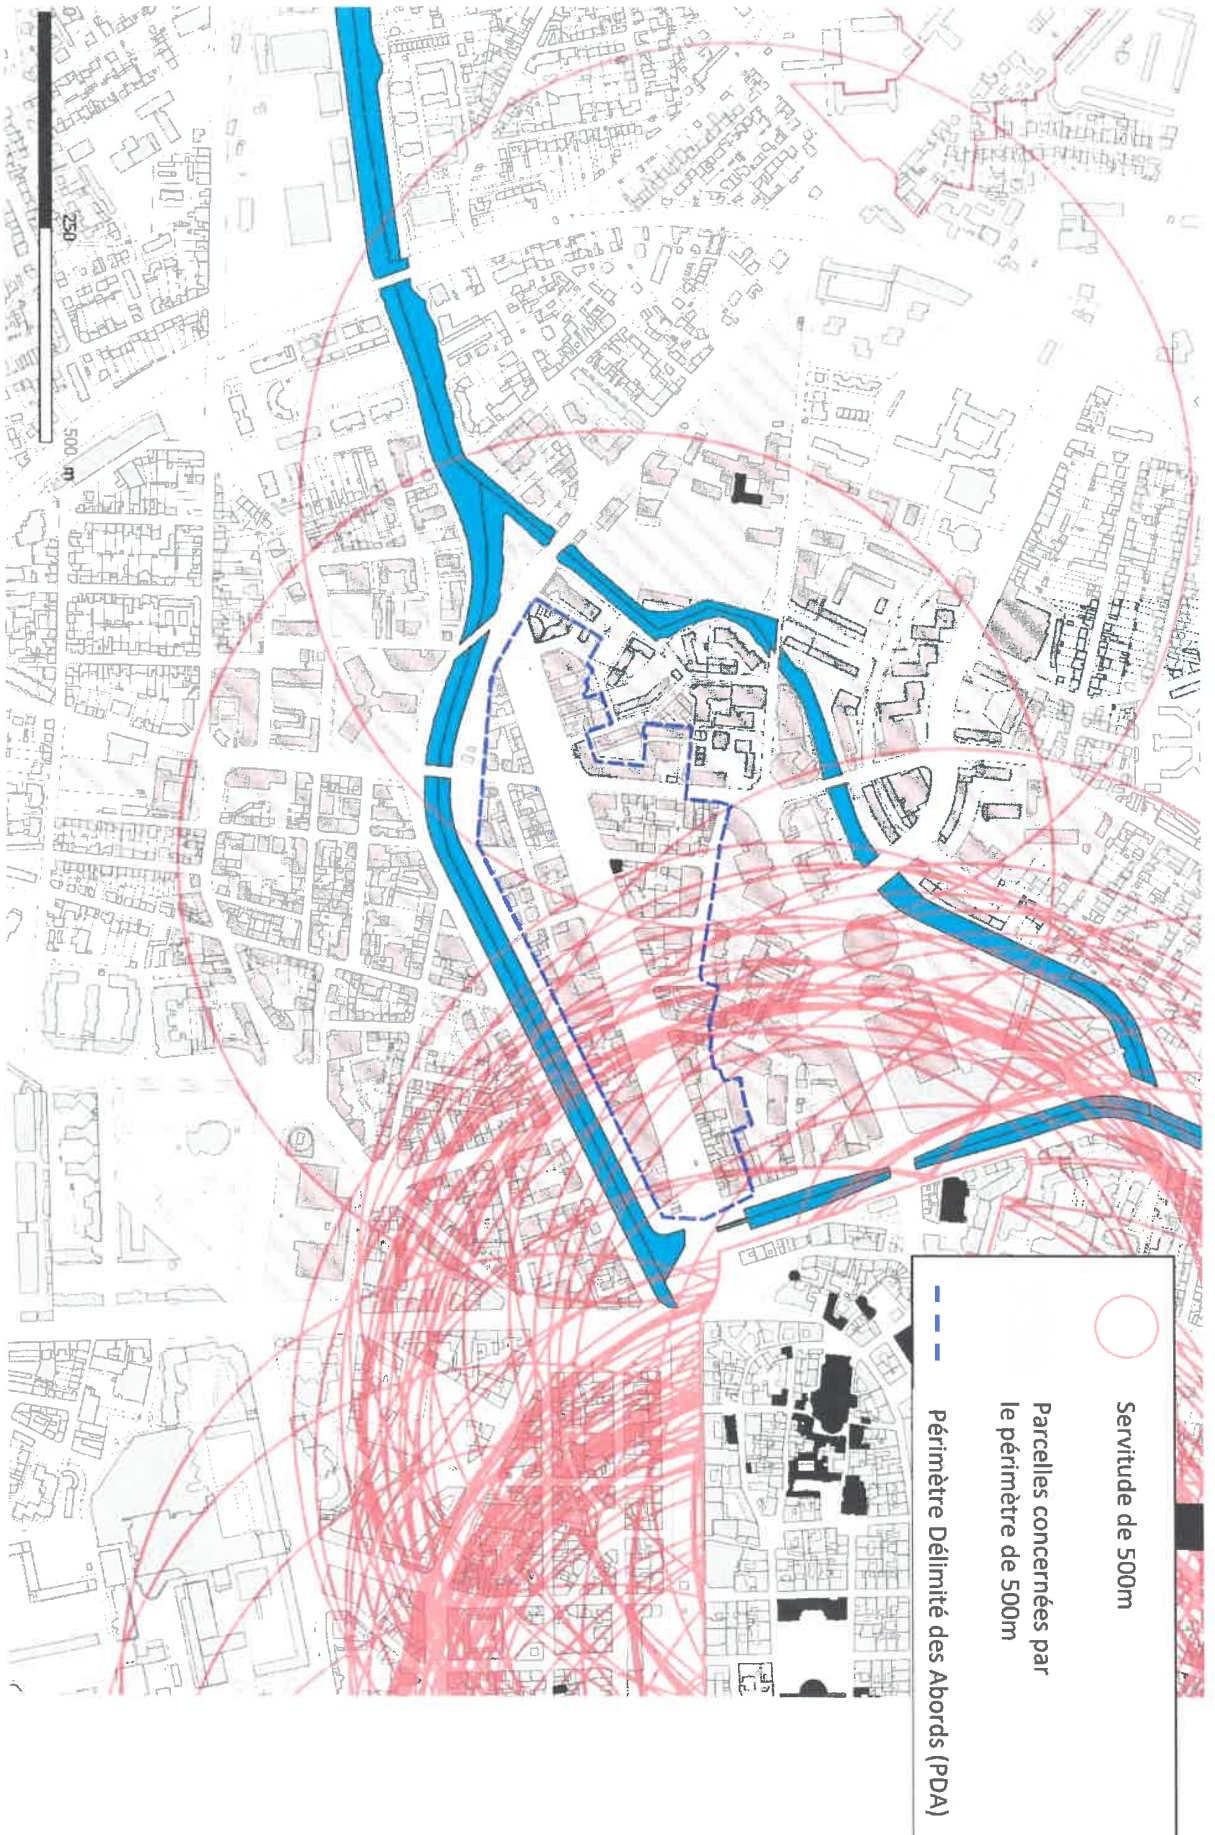 Servitude de 500m
Parcelles concernées par
le périmètre de 500m
Périmètre Délimité des Abords (PDA)
250
500 m